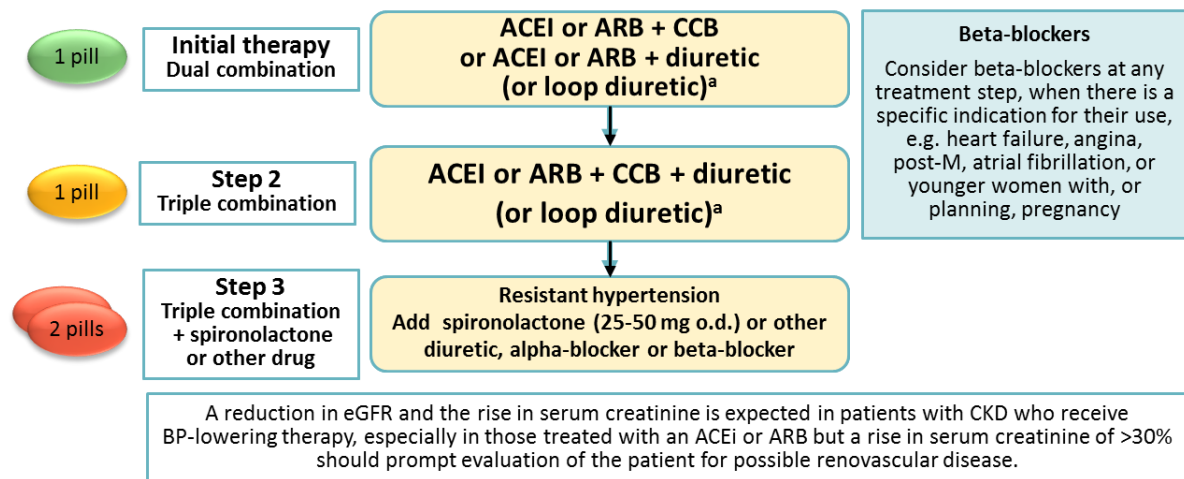 1 pill
Initial therapy
Dual combination
ACEI or ARB + CCB
or ACEI or ARB + diuretic
(or loop diuretic)ª
Beta-blockers
Consider beta-blockers at any
treatment step, when there is a
specific indication for their use,
e.g. heart failure, angina,
post-M, atrial fibrillation, or
younger women with, or
planning, pregnancy
1 pill
Step 2
Triple combination
ACEI or ARB + CCB + diuretic
(or loop diuretic)ª
2 pills
Step 3
Triple combination
+ spironolactone
or other drug
Resistant hypertension
Add spironolactone (25-50 mg o.d.) or other
diuretic, alpha-blocker or beta-blocker
A reduction in eGFR and the rise in serum creatinine is expected in patients with CKD who receive
BP-lowering therapy, especially in those treated with an ACEi or ARB but a rise in serum creatinine of >30%
should prompt evaluation of the patient for possible renovascular disease.